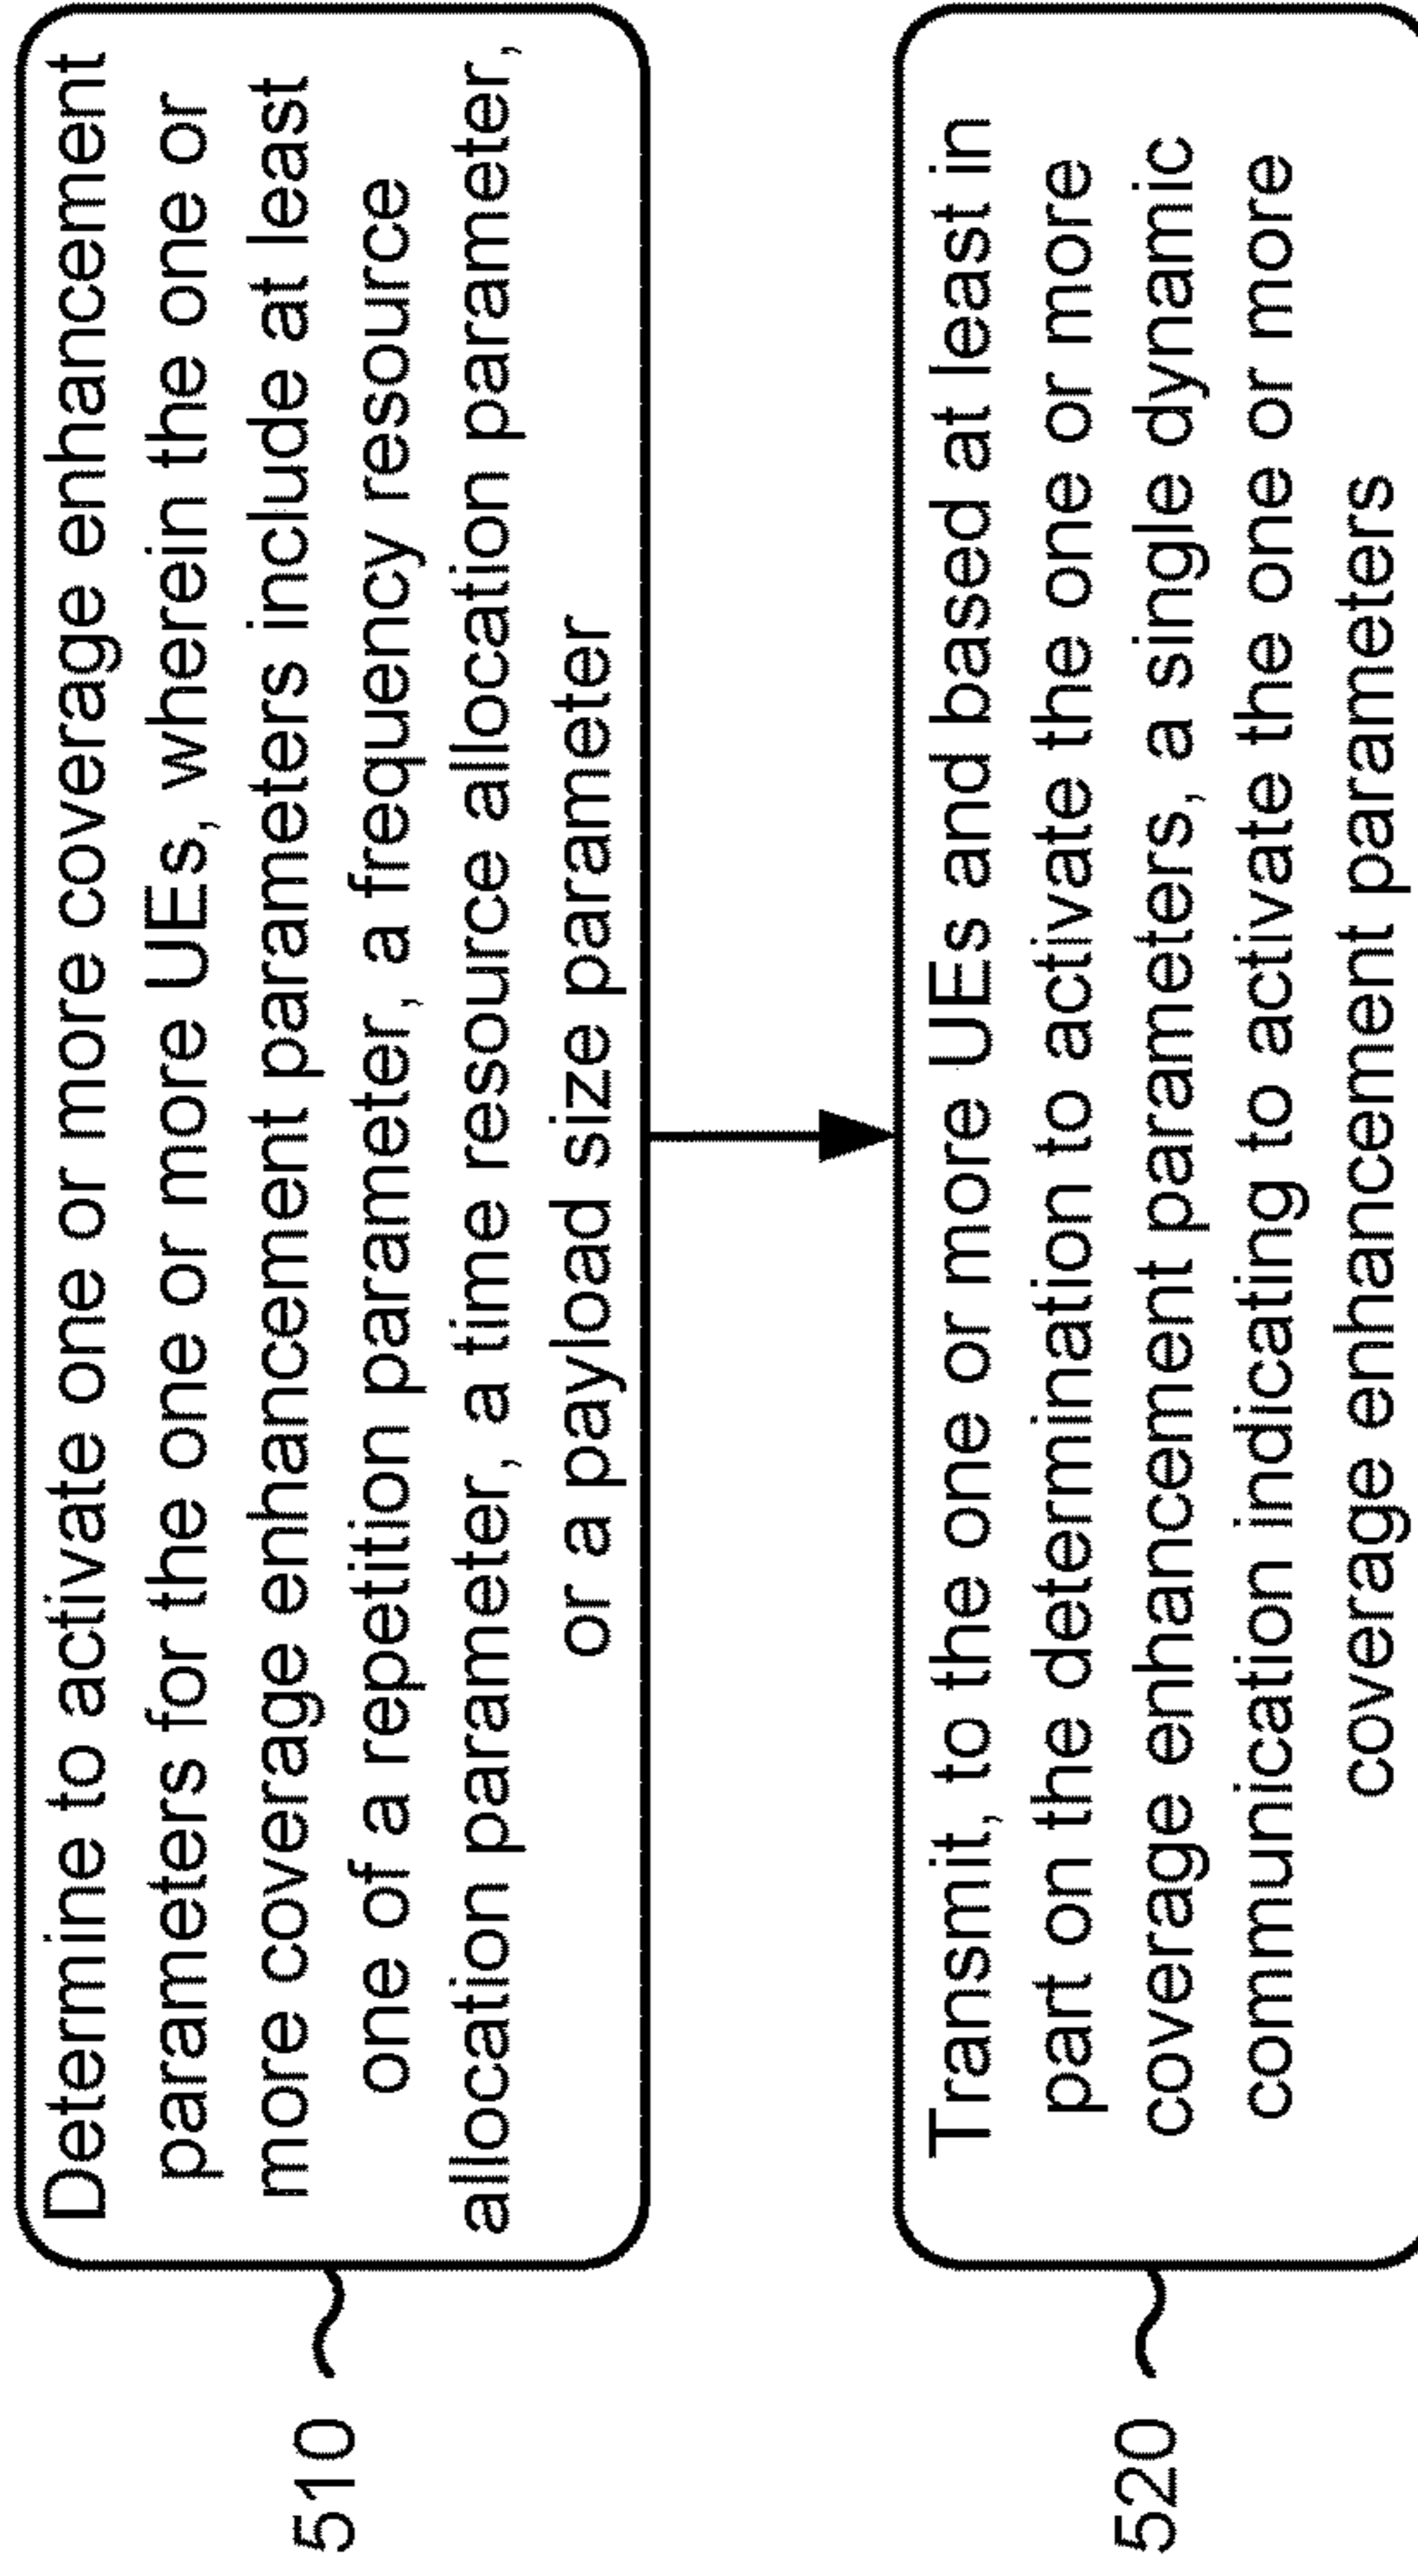 510
Determine to activate one or more coverage enhancement
parameters for the one or more UEs, wherein the one or
more coverage enhancement parameters include at least
one of a repetition parameter, a frequency resource
allocation parameter, a time resource allocation parameter,
or a payload size parameter
520
Transmit, to the one or more UEs and based at least in
part on the determination to activate the one or more
coverage enhancement parameters, a single dynamic
communication indicating to activate the one or more
coverage enhancement parameters